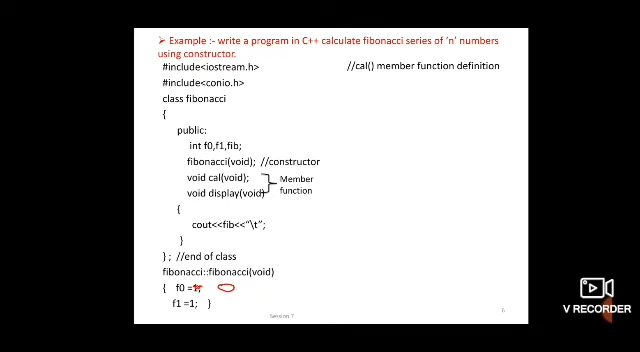 ➢ Example :- write a program in C++ calculate fibonacci series of ‘n’ numbers
using constructor.
#include<iostream.h>
//cal() member function definition
#include<conio.h>
class fibonacci
{
public:
int f0,f1,fib;
fibonacci(void); //constructor
void cal(void);
void display(void)
Member
function
{
cout<<fib<<“\t”;
}
} ; //end of class
fibonacci::fibonacci(void)
{ f0 =1;
f1 =1; }
Session 7
6
V RECORDER